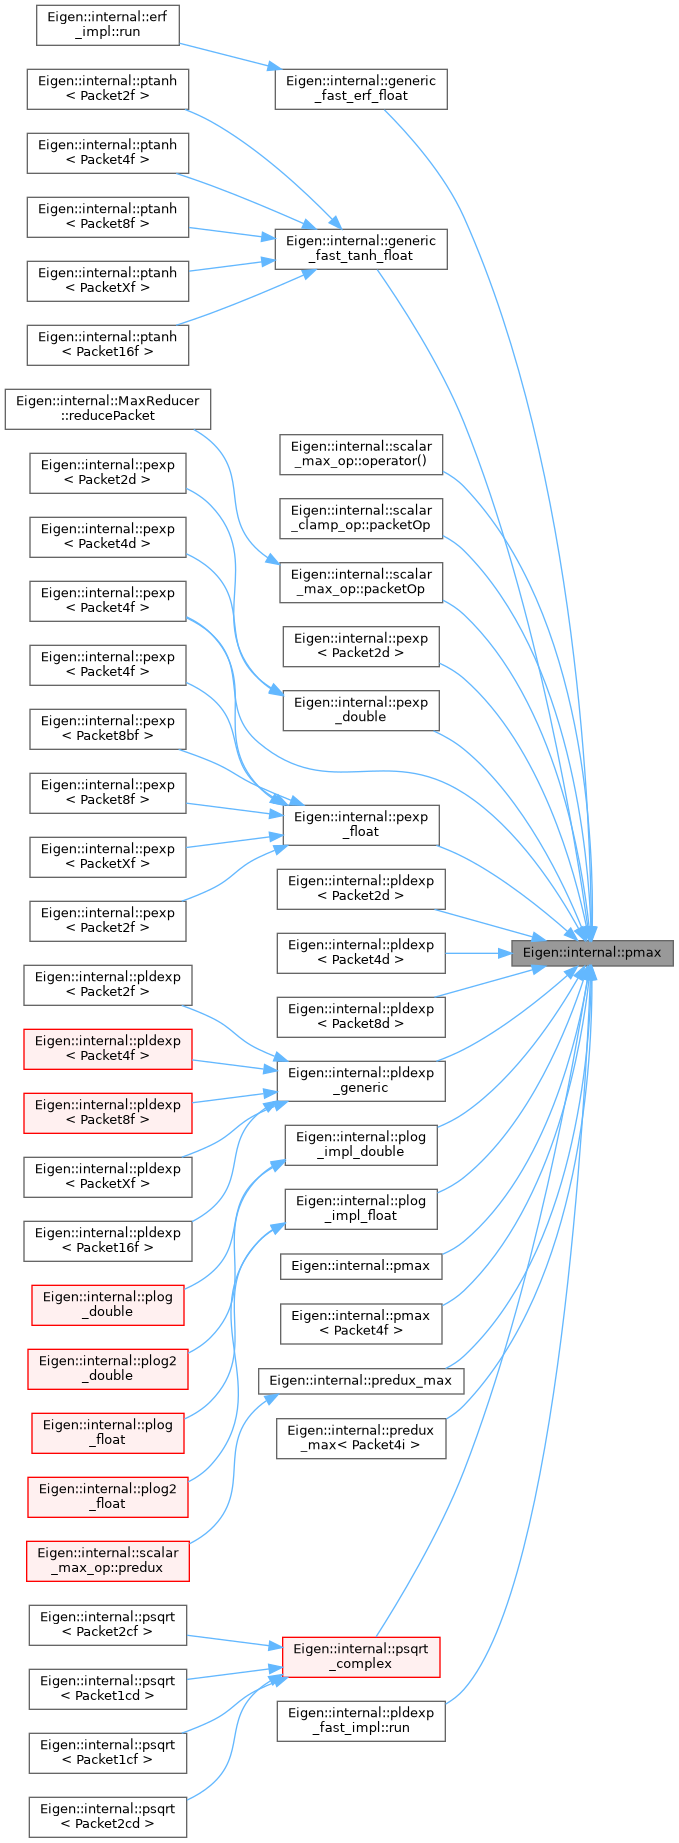 Eigen::internal::erf
_impl::run
Eigen::internal::ptanh
< Packet2f >
Eigen::internal::generic
_fast_erf_float
Eigen::internal::ptanh
< Packet4f >
Eigen::internal::ptanh
< Packet8f >
Eigen::internal::generic
_fast_tanh_float
Eigen::internal::ptanh
< PacketXf >
Eigen::internal::ptanh
< Packet16f >
Eigen::internal::MaxReducer
::reducePacket
Eigen::internal::scalar
_max_op::operator()
Eigen::internal::pexp
< Packet2d >
Eigen::internal::scalar
_clamp_op::packetOp
Eigen::internal::pexp
< Packet4d >
Eigen::internal::scalar
_max_op::packetOp
Eigen::internal::pexp
< Packet4f >
Eigen::internal::pexp
< Packet2d >
Eigen::internal::pexp
< Packet4f >
Eigen::internal::pexp
_double
Eigen::internal::pexp
< Packet8bf >
Eigen::internal::pexp
< Packet8f >
Eigen::internal::pexp
_float
Eigen::internal::pexp
< PacketXf >
Eigen::internal::pldexp
< Packet2d >
Eigen::internal::pexp
< Packet2f >
Eigen::internal::pldexp
< Packet4d >
Eigen::internal::pmax
Eigen::internal::pldexp
< Packet2f >
Eigen::internal::pldexp
< Packet8d >
Eigen::internal::pldexp
< Packet4f >
Eigen::internal::pldexp
_generic
Eigen::internal::pldexp
< Packet8f >
Eigen::internal::plog
_impl_double
Eigen::internal::pldexp
< PacketXf >
Eigen::internal::plog
_impl_float
Eigen::internal::pldexp
< Packet16f >
Eigen::internal::pmax
Eigen::internal::plog
_double
Eigen::internal::pmax
< Packet4f >
Eigen::internal::plog2
_double
Eigen::internal::predux_max
Eigen::internal::plog
_float
Eigen::internal::predux
_max< Packet4i >
Eigen::internal::plog2
_float
Eigen::internal::scalar
_max_op::predux
Eigen::internal::psqrt
< Packet2cf >
Eigen::internal::psqrt
_complex
Eigen::internal::psqrt
< Packet1cd >
Eigen::internal::pldexp
_fast_impl::run
Eigen::internal::psqrt
< Packet1cf >
Eigen::internal::psqrt
< Packet2cd >